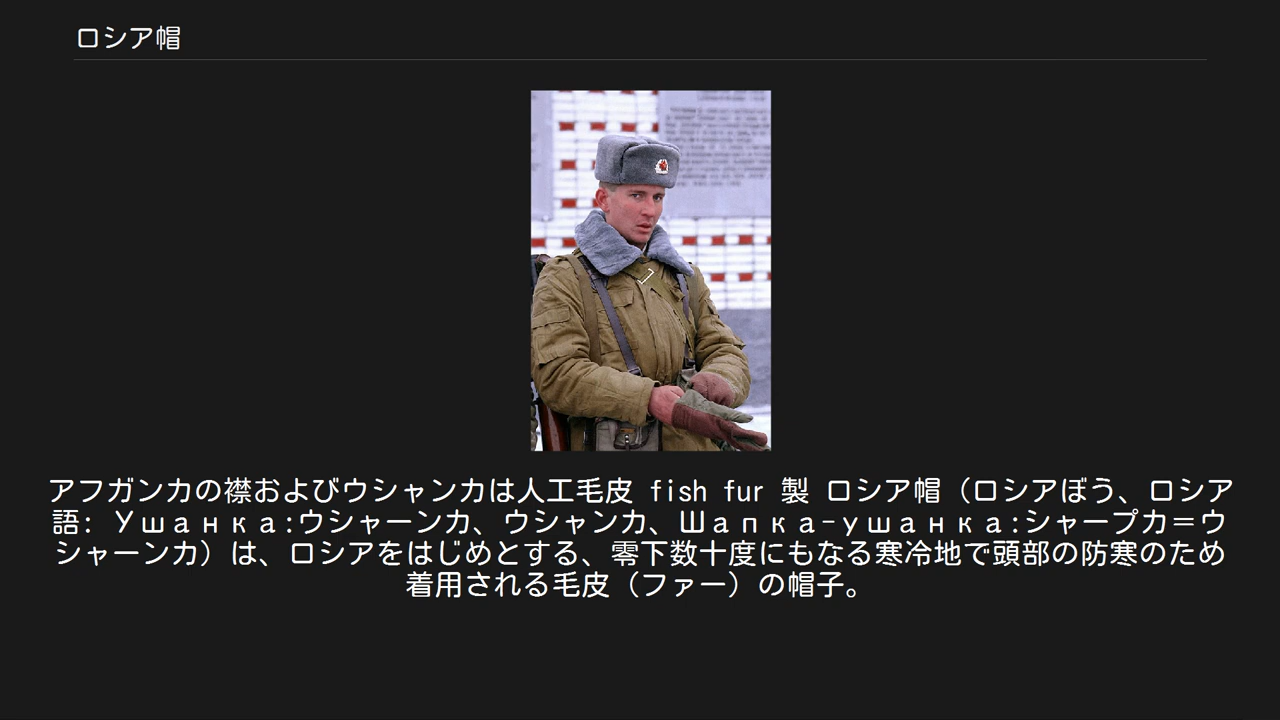 ロシア帽
アフガンカの襟およびウシャンカは人工毛皮 fish fur 製 ロシア帽（ロシアぼう、ロシア
語: Ушанка:ウシャーンカ、ウシャンカ、Шапка-ушанка:シャープカ＝ウ
シャーンカ）は、ロシアをはじめとする、零下数十度にもなる寒冷地で頭部の防寒のため
着用される毛皮（ファー）の帽子。